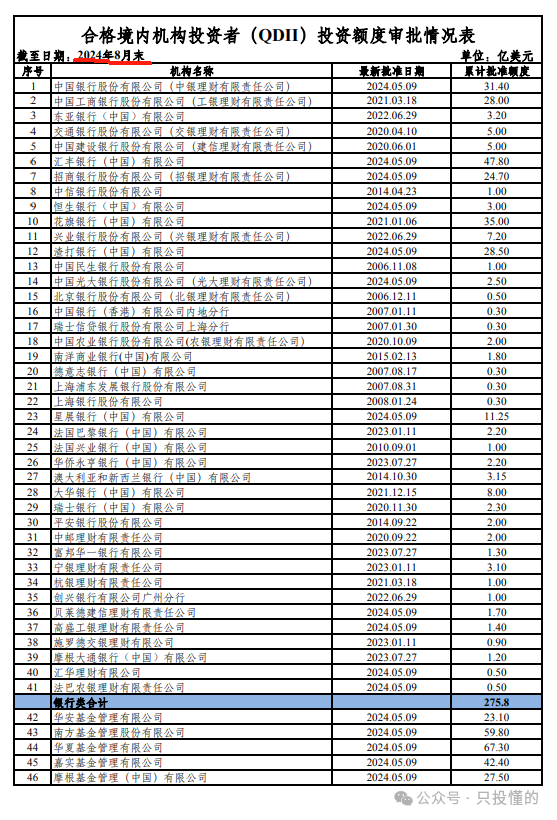 合格境内机构投资者（QDII）投资额度审批情况表
截至日期：2024年8月末 单位：亿美元
序号 机构名称 最新批准日期 累计批准额度
1 中国银行股份有限公司（中银理财有限责任公司） 2024.05.09 31.40
2 中国工商银行股份有限公司（工银理财有限责任公司） 2021.03.18 28.00
3 东亚银行（中国）有限公司 2022.06.29 3.20
4 交通银行股份有限公司（交银理财有限责任公司） 2020.04.10 5.00
5 中国建设银行股份有限公司（建信理财有限责任公司） 2020.06.01 5.00
6 汇丰银行（中国）有限公司 2024.05.09 47.80
7 招商银行股份有限公司（招银理财有限责任公司） 2024.05.09 24.70
8 中信银行股份有限公司 2014.04.23 1.00
9 恒生银行（中国）有限公司 2024.05.09 3.00
10 花旗银行（中国）有限公司 2021.01.06 35.00
11 兴业银行股份有限公司（兴银理财有限责任公司） 2022.06.29 7.20
12 渣打银行（中国）有限公司 2024.05.09 28.50
13 中国民生银行股份有限公司 2006.11.08 1.00
14 中国光大银行股份有限公司（光大理财有限责任公司） 2024.05.09 2.50
15 北京银行股份有限公司（北银理财有限责任公司） 2006.12.11 0.50
16 中国银行（香港）有限公司内地分行 2007.01.11 0.30
17 瑞士信贷银行股份有限公司上海分行 2007.01.30 0.30
18 中国农业银行股份有限公司(农银理财有限责任公司) 2020.10.09 2.00
19 南洋商业银行(中国)有限公司 2015.02.13 1.80
20 德意志银行（中国）有限公司 2007.08.17 0.30
21 上海浦东发展银行股份有限公司 2007.08.31 0.30
22 上海银行股份有限公司 2008.01.24 0.30
23 星展银行（中国）有限公司 2024.05.09 11.25
24 法国巴黎银行（中国）有限公司 2023.01.11 2.20
25 法国兴业银行（中国）有限公司 2010.09.01 1.00
26 华侨永亨银行（中国）有限公司 2023.07.27 2.20
27 澳大利亚和新西兰银行（中国）有限公司 2014.10.30 3.15
28 大华银行（中国）有限公司 2021.12.15 8.00
29 瑞士银行（中国）有限公司 2020.11.30 2.30
30 平安银行股份有限公司 2014.09.22 2.00
31 中邮理财有限责任公司 2020.09.22 2.00
32 富邦华一银行有限公司 2023.07.27 1.30
33 宁银理财有限责任公司 2023.01.11 3.10
34 杭银理财有限责任公司 2021.03.18 1.00
35 创兴银行有限公司广州分行 2022.06.29 1.00
36 贝莱德建信理财有限责任公司 2024.05.09 1.70
37 高盛工银理财有限责任公司 2024.05.09 1.40
38 施罗德交银理财有限公司 2023.01.11 0.90
39 摩根大通银行（中国）有限公司 2023.07.27 1.20
40 汇华理财有限公司 2024.05.09 0.50
41 法巴农银理财有限责任公司 2024.05.09 0.50
银行类合计 275.8
42 华安基金管理有限公司 2024.05.09 23.10
43 南方基金管理股份有限公司 2024.05.09 59.80
44 华夏基金管理有限公司 2024.05.09 67.30
45 嘉实基金管理有限公司 2024.05.09 42.40
46 摩根基金管理（中国）有限公司 2024.05.09 27.50
公众号·只投懂的